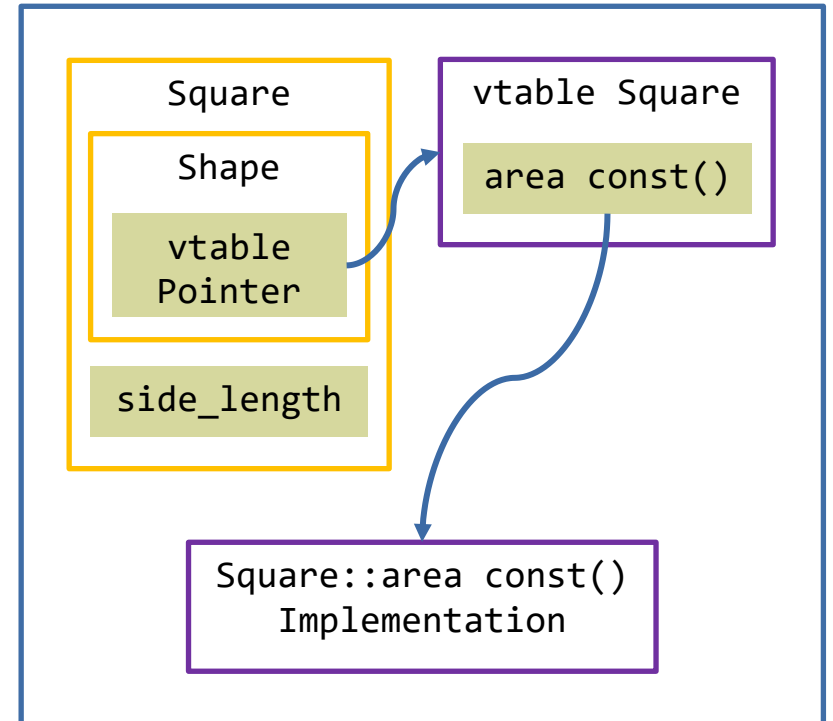 Square
Shape
vtable
Pointer
side_length
vtable Square
area const()
Square::area const()
Implementation